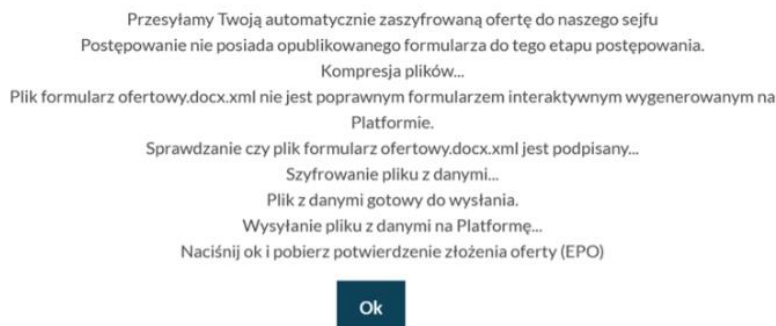 Przesyłamy Twoją automatycznie zaszyfrowaną ofertę do naszego sejfu
Postępowanie nie posiada opublikowanego formularza do tego etapu postępowania.
Kompresja plików...
Plik formularz ofertowy.docx.xml nie jest poprawnym formularzem interaktywnym wygenerowanym na
Platformie.
Sprawdzanie czy plik formularz ofertowy.docx.xml jest podpisany...
Szyfrowanie pliku z danymi...
Plik z danymi gotowy do wysłania.
Wysyłanie pliku z danymi na Platformę...
Naciśnij ok i pobierz potwierdzenie złożenia oferty (EPO)
Ok